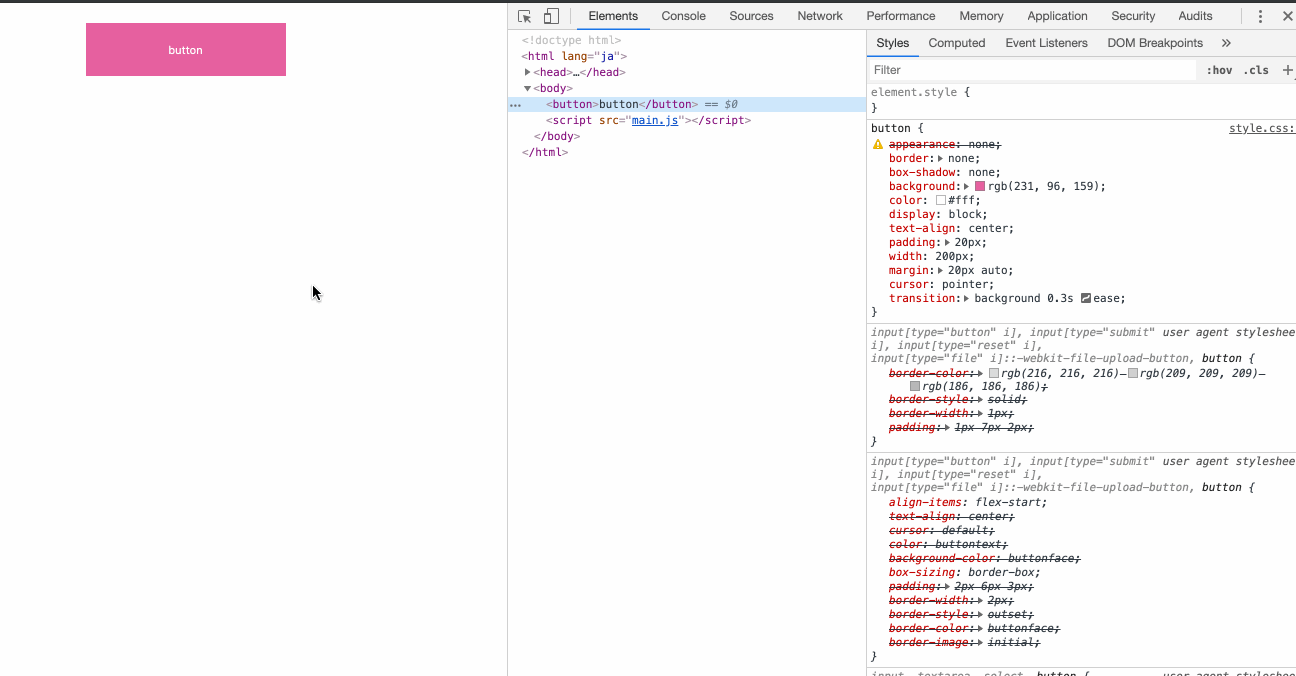 button
Elements Console Sources Network Performance Memory Application Security Audits
<!doctype html>
<html lang="ja">
<head>…</head>
<body>
<button>button</button> == $0
<script src="main.js"></script>
</body>
</html>
Styles Computed Event Listeners DOM Breakpoints »
Filter :hov .cls +
element.style {
}
button { style.css:
appearance: none;
border: none;
box-shadow: none;
background: rgb(231, 96, 159);
color: #fff;
display: block;
text-align: center;
padding: 20px;
width: 200px;
margin: 20px auto;
cursor: pointer;
transition: background 0.3s ease;
}
input[type="button" i], input[type="submit" user agent styleshee
i], input[type="reset" i],
input[type="file" i]::-webkit-file-upload-button, button {
border-color: rgb(216, 216, 216) rgb(209, 209, 209)
rgb(186, 186, 186);
border-style: solid;
border-width: 1px;
padding: 1px 7px 2px;
}
input[type="button" i], input[type="submit" user agent styleshee
i], input[type="reset" i],
input[type="file" i]::-webkit-file-upload-button, button {
align-items: flex-start;
text-align: center;
cursor: default;
color: buttontext;
background-color: buttonface;
box-sizing: border-box;
padding: 2px 6px 3px;
border-width: 2px;
border-style: outset;
border-color: buttonface;
border-image: initial;
}
input, textarea, select, button { user agent styleshee